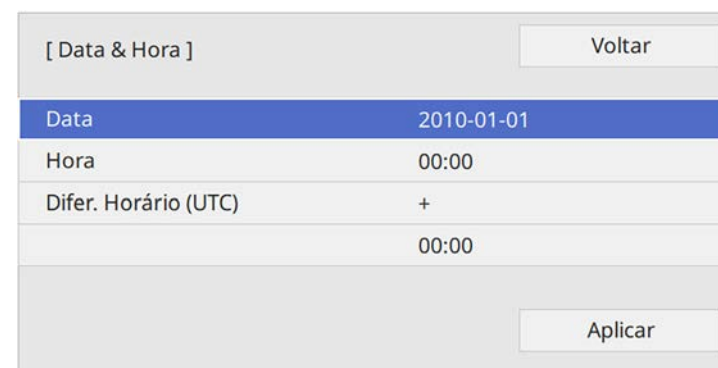 [ Data & Hora ] Voltar
Data 2010-01-01
Hora 00:00
Difer. Horário (UTC) +
00:00
Aplicar